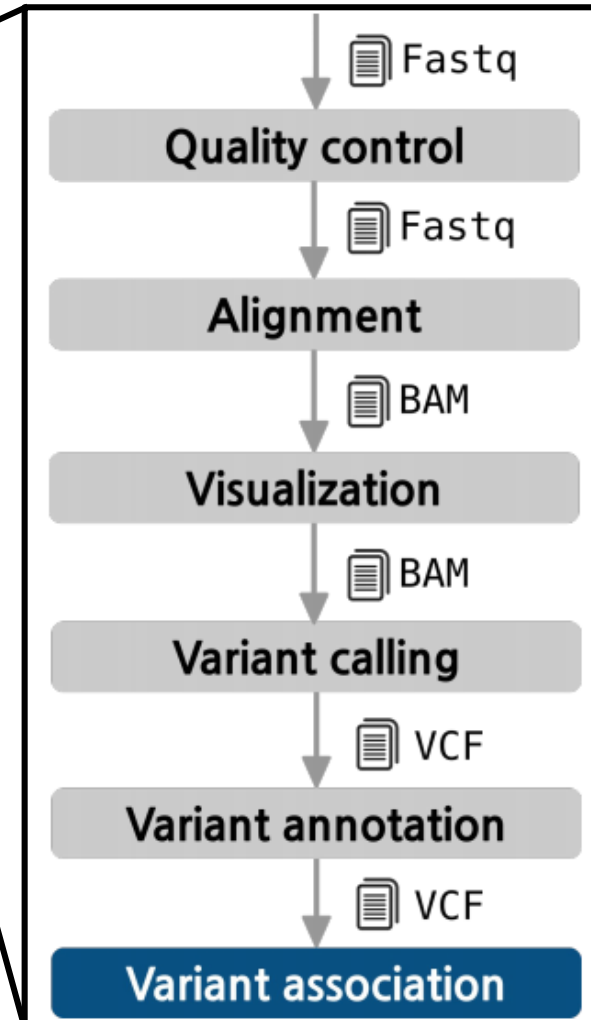 Fastq
Quality control
Fastq
Alignment
BAM
Visualization
BAM
Variant calling
VCF
Variant annotation
VCF
Variant association